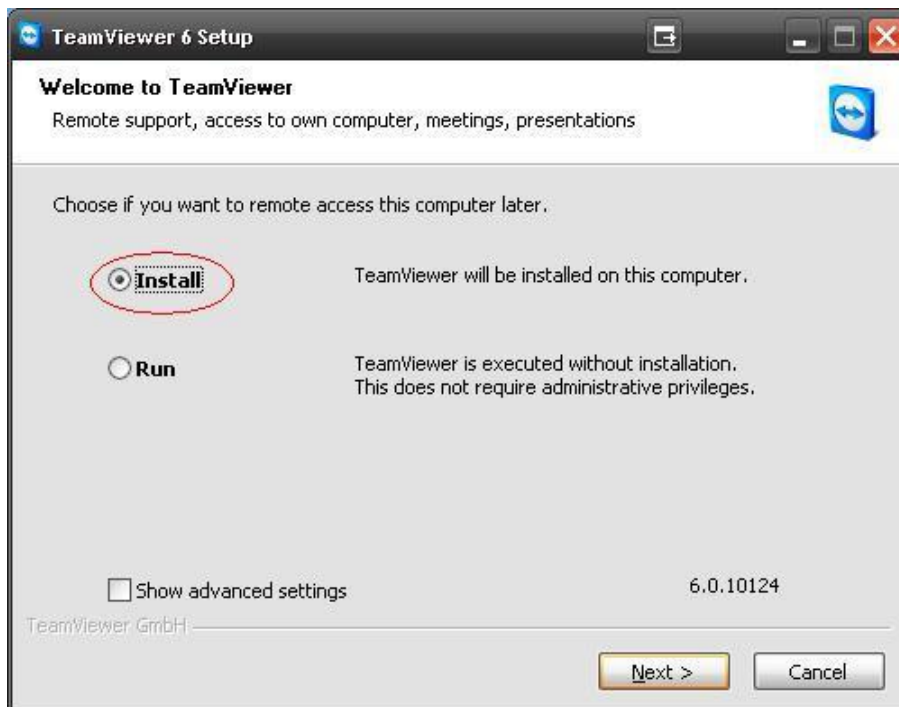 TeamViewer 6 Setup
Welcome to TeamViewer
Remote support, access to own computer, meetings, presentations
Choose if you want to remote access this computer later.
Install
TeamViewer will be installed on this computer.
Run
TeamViewer is executed without installation.
This does not require administrative privileges.
Show advanced settings
6.0.10124
TeamViewer GmbH
Next >
Cancel